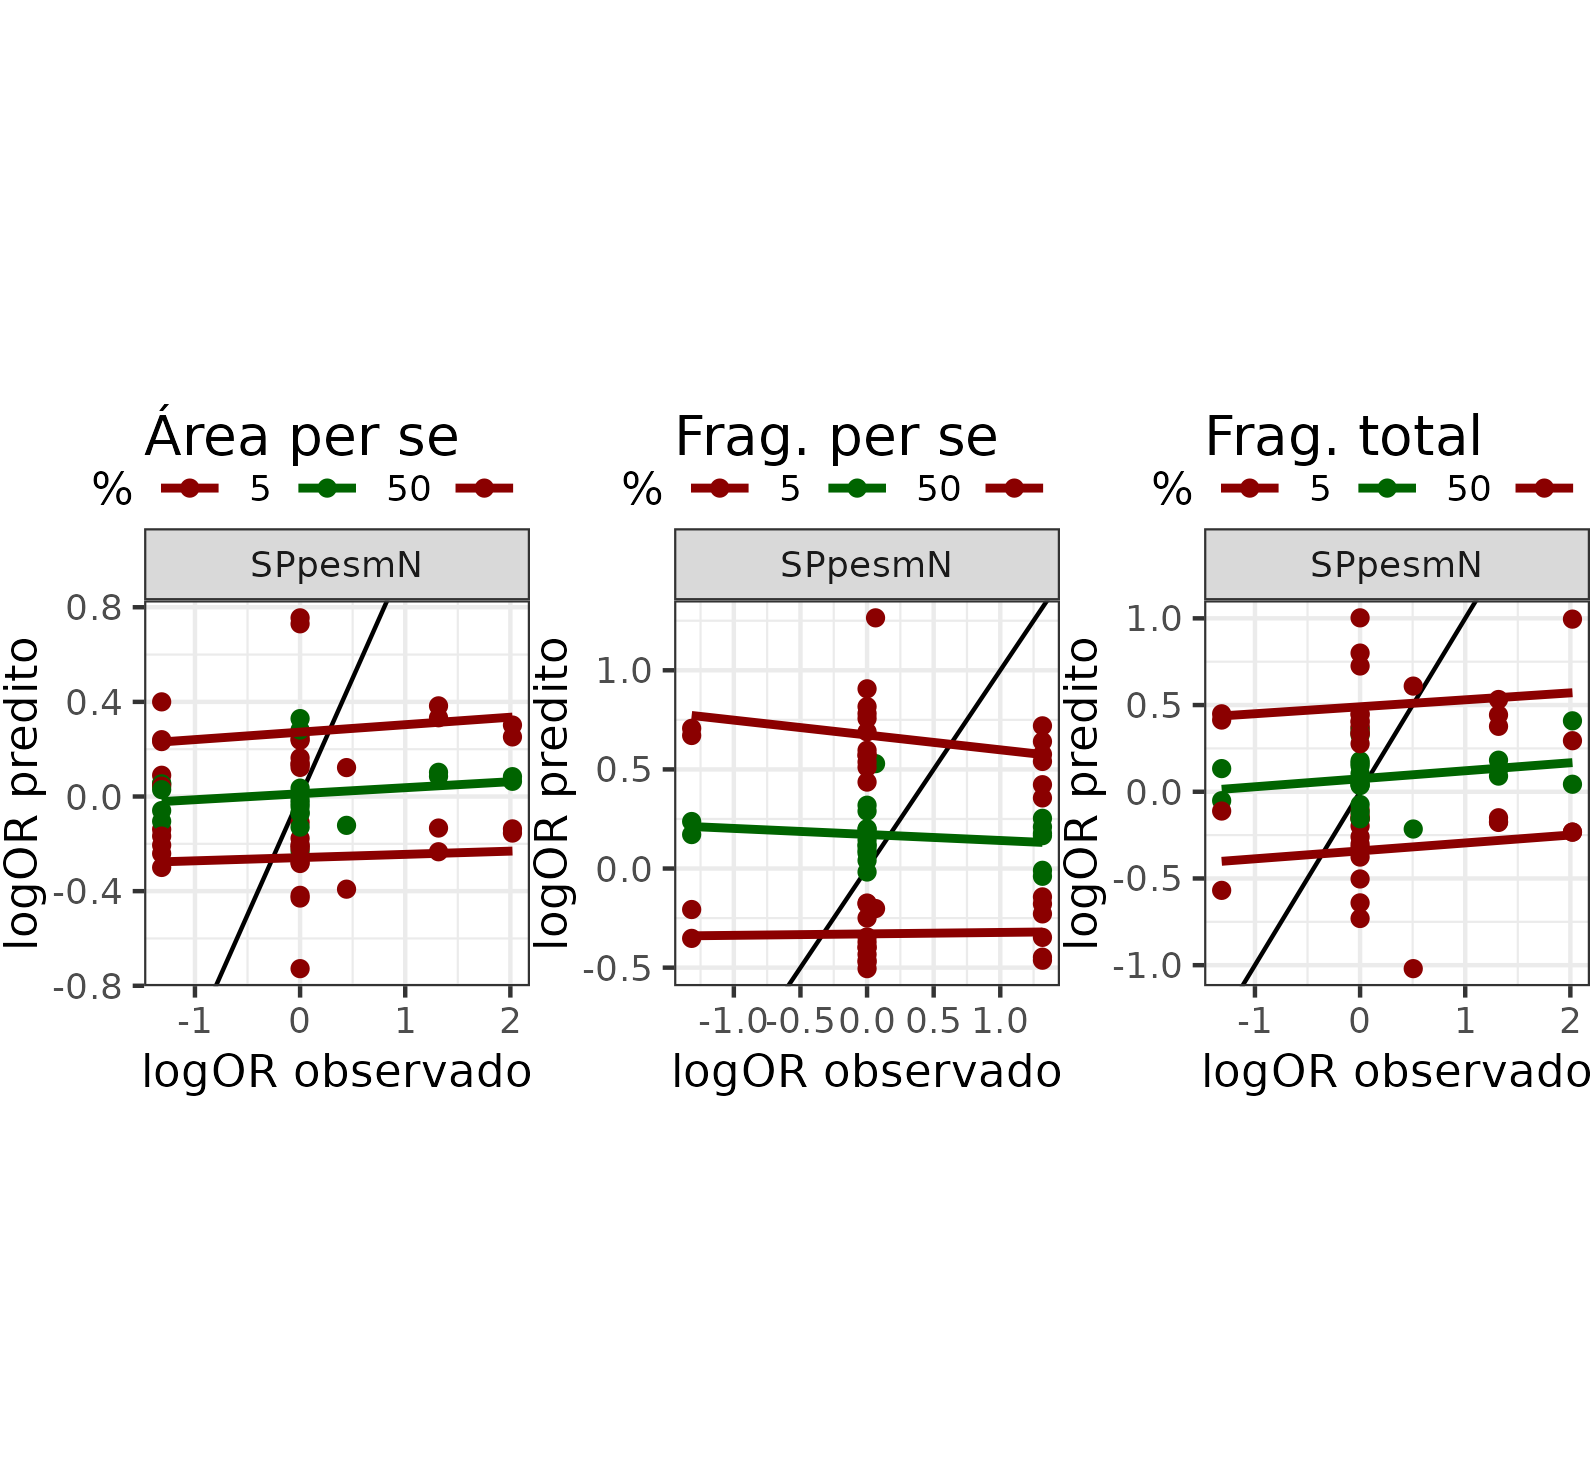 Área per se
% 5 50
SPpesmN
0.8
0.4
0.0
-0.4
-0.8
-1 0 1 2
logOR predito
logOR observado
Frag. per se
% 5 50
SPpesmN
1.0
0.5
0.0
-0.5
-1.0 -0.5 0.0 0.5 1.0
logOR predito
logOR observado
Frag. total
% 5 50
SPpesmN
1.0
0.5
0.0
-0.5
-1.0
-1 0 1 2
logOR predito
logOR observado